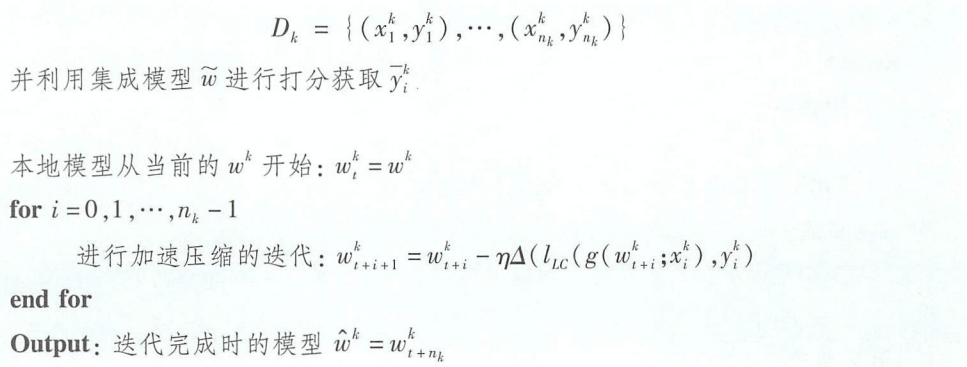 D_k = {(x_1^k, y_1^k), ⋯, (x_{n_k}^k, y_{n_k}^k)}
并利用集成模型 w̃ 进行打分获取 ȳ_i^k
本地模型从当前的 w^k 开始: w_t^k = w^k
for i = 0,1,⋯,n_k - 1
进行加速压缩的迭代: w_{t+i+1}^k = w_{t+i}^k - ηΔ(l_{LC}(g(w_{t+i}^k; x_i^k), y_i^k)
end for
Output: 迭代完成时的模型 ŵ^k = w_{t+n_k}^k